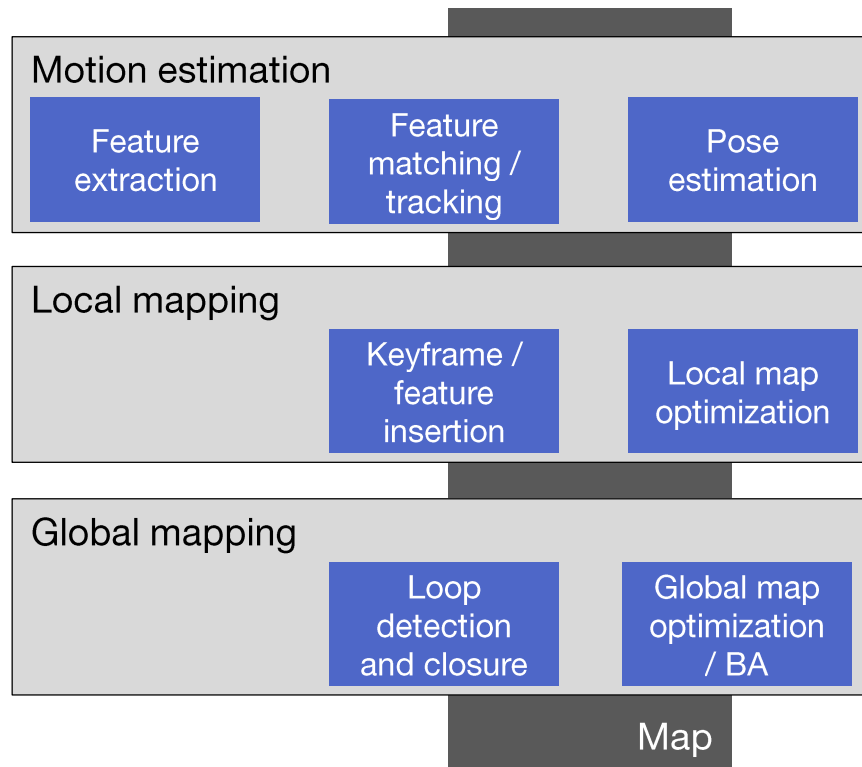 Motion estimation
Feature
extraction
Feature
matching /
tracking
Pose
estimation
Local mapping
Keyframe /
feature
insertion
Local map
optimization
Global mapping
Loop
detection
and closure
Global map
optimization
/ BA
Map